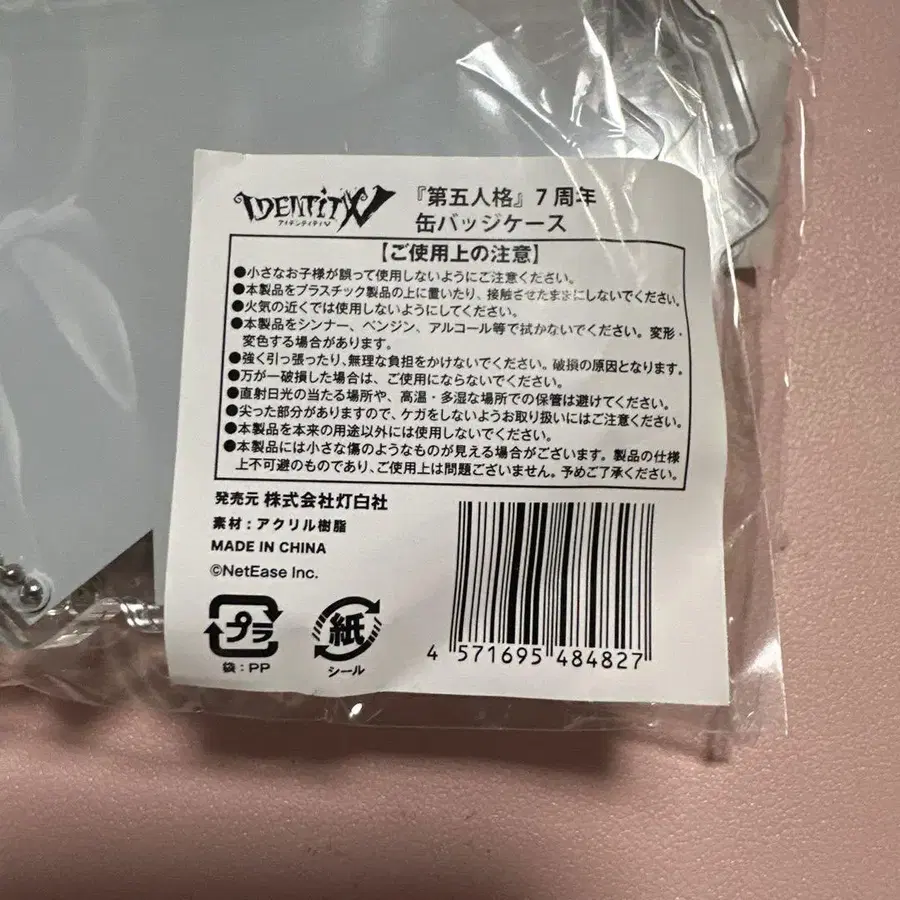 IDENTITY V
アイデンティティV
『第五人格』7周年
缶バッジケース
【ご使用上の注意】
●小さなお子様が誤って使用しないようにご注意ください。
●本製品をプラスチック製品の上に置いたり、接触させたままにしないでください。
●火気の近くでは使用しないようにしてください。
●本製品をシンナー、ベンジン、アルコール等で拭かないでください。変形・
変色する場合があります。
●強く引っ張ったり、無理な負担をかけないでください。破損の原因となります。
●万が一破損した場合は、ご使用にならないでください。
●直射日光の当たる場所や、高温・多湿な場所での保管は避けてください。
●尖った部分がありますので、ケガをしないようお取り扱いにはご注意ください。
●本製品を本来の用途以外には使用しないでください。
●本製品には小さな傷のようなものが見える場合がございます。製品の仕様
上不可避のものであり、ご使用上は問題ございません。予めご了承ください。
発売元 株式会社灯白社
素材:アクリル樹脂
MADE IN CHINA
©NetEase Inc.
プラ
袋:PP
紙
シール
4 571695 484827